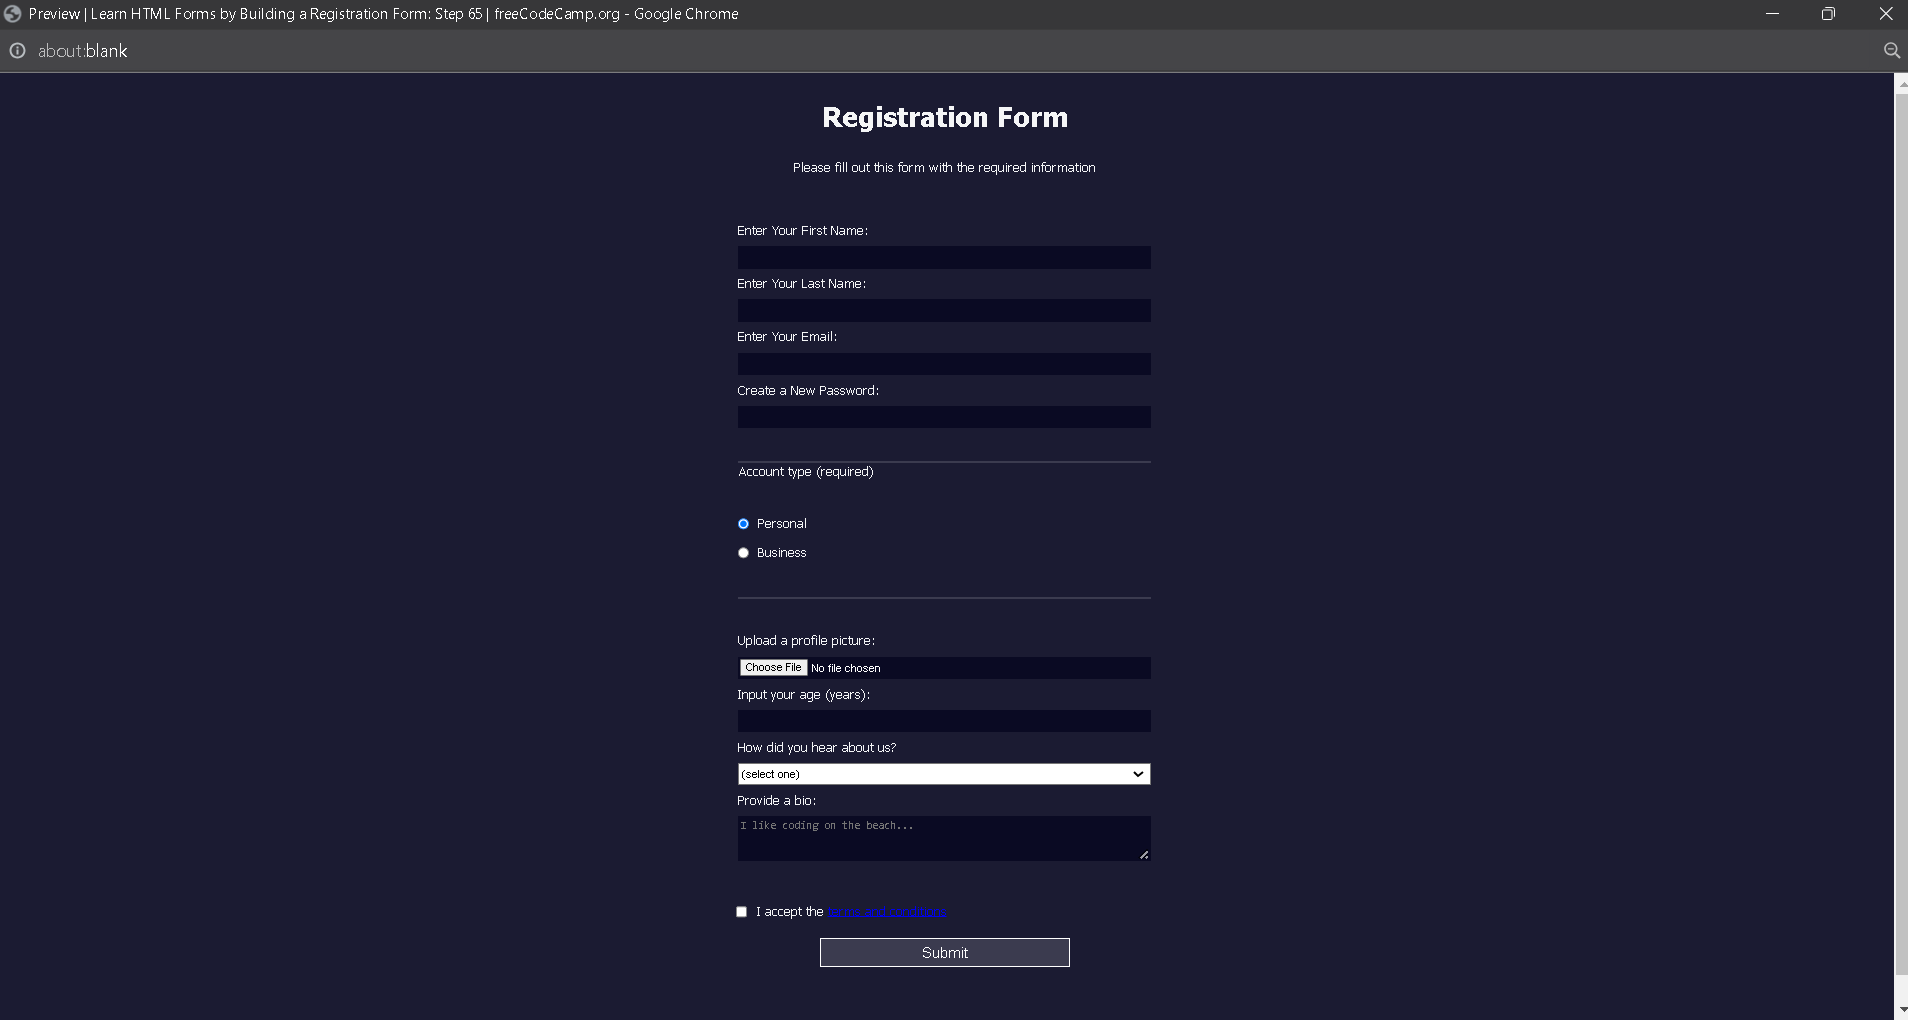 Preview | Learn HTML Forms by Building a Registration Form: Step 65 | freeCodeCamp.org - Google Chrome
about:blank
Registration Form
Please fill out this form with the required information
Enter Your First Name:
Enter Your Last Name:
Enter Your Email:
Create a New Password:
Account type (required)
Personal
Business
Upload a profile picture:
Choose File No file chosen
Input your age (years):
How did you hear about us?
(select one)
Provide a bio:
I like coding on the beach...
I accept the terms and conditions
Submit